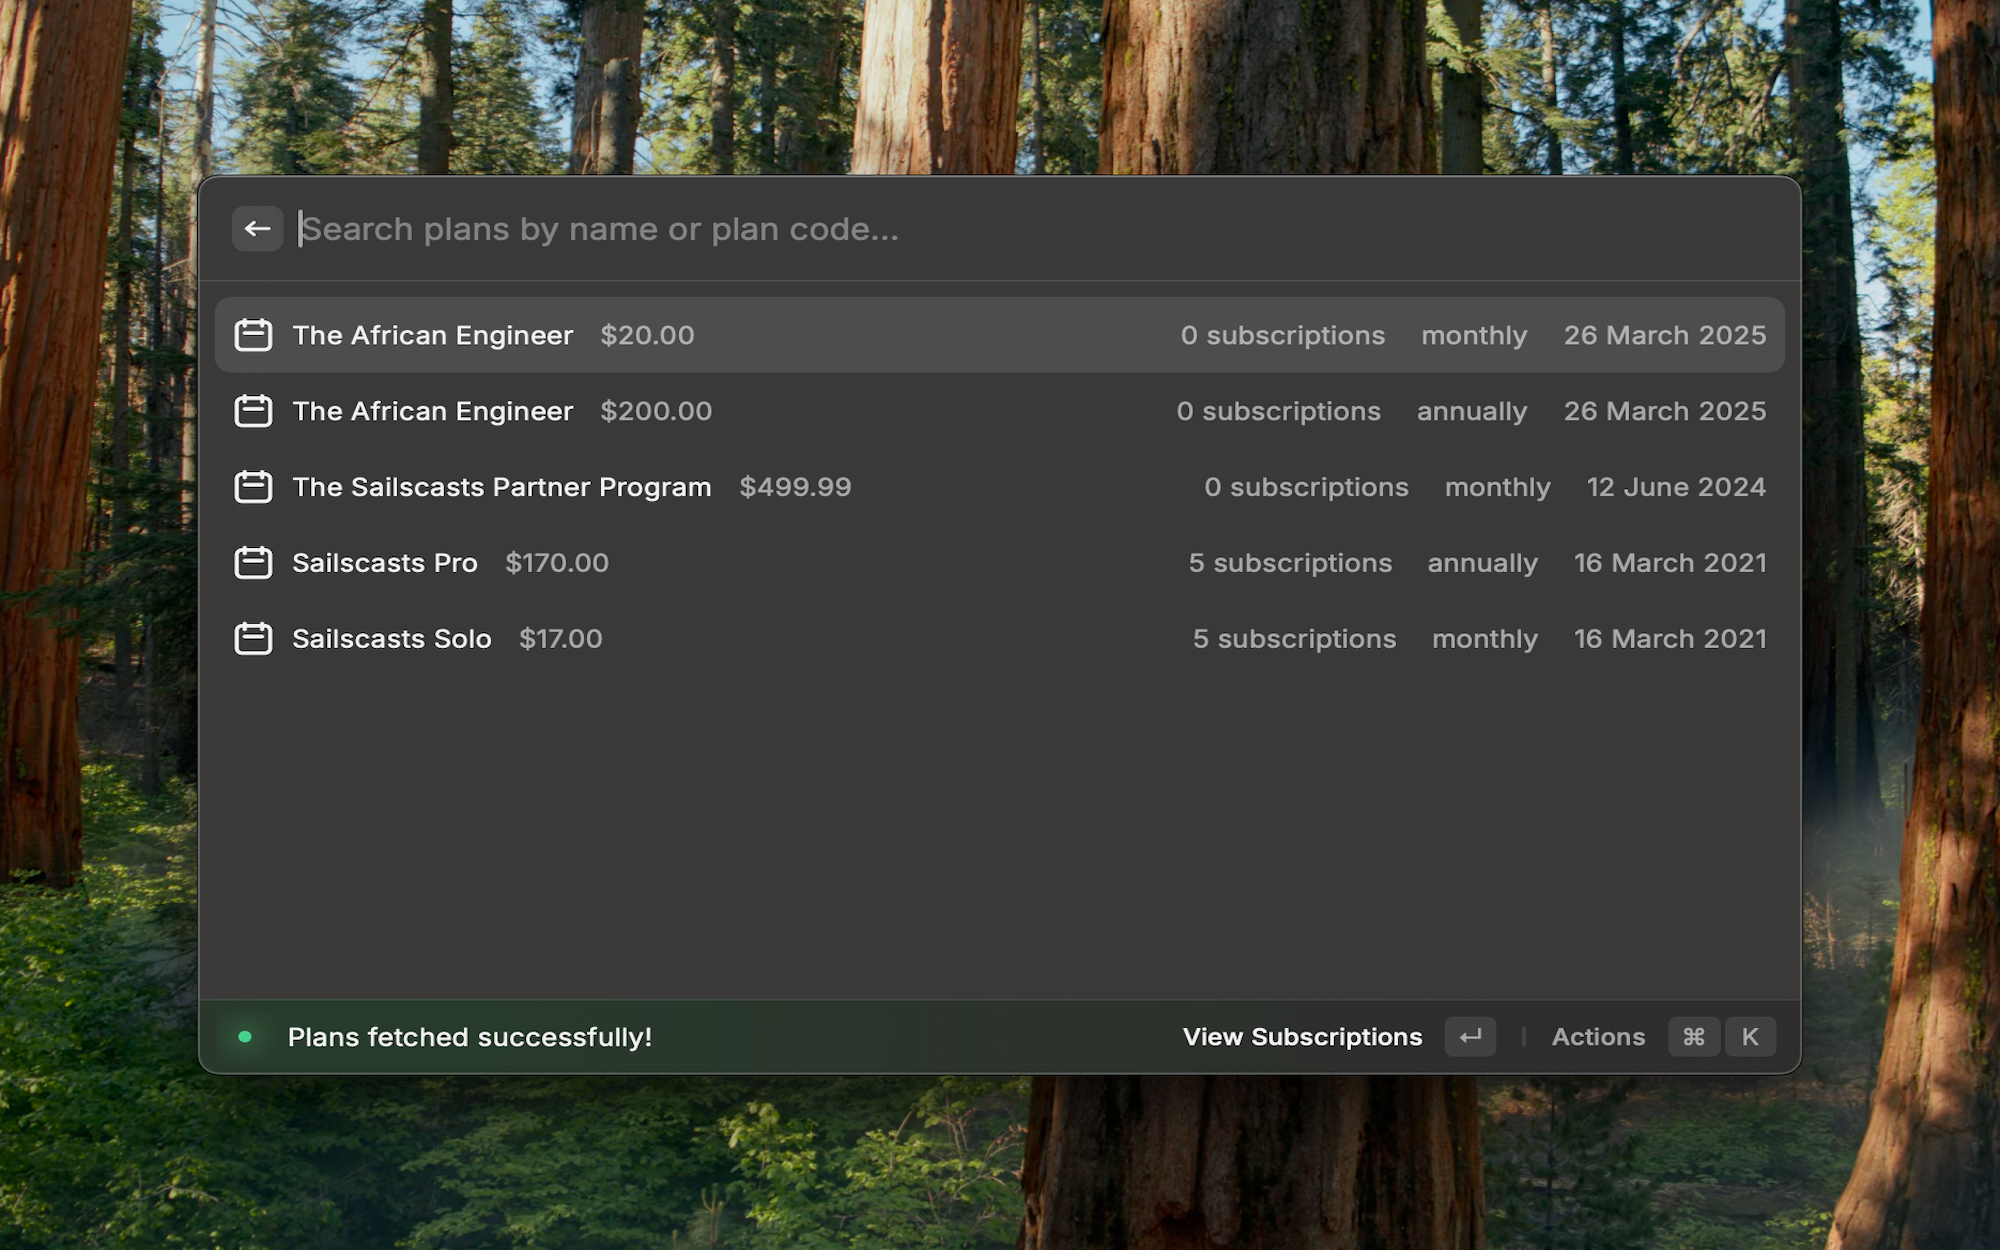 Search plans by name or plan code...
The African Engineer $20.00 0 subscriptions monthly 26 March 2025
The African Engineer $200.00 0 subscriptions annually 26 March 2025
The Sailscasts Partner Program $499.99 0 subscriptions monthly 12 June 2024
Sailscasts Pro $170.00 5 subscriptions annually 16 March 2021
Sailscasts Solo $17.00 5 subscriptions monthly 16 March 2021
Plans fetched successfully! View Subscriptions ↵ Actions ⌘ K